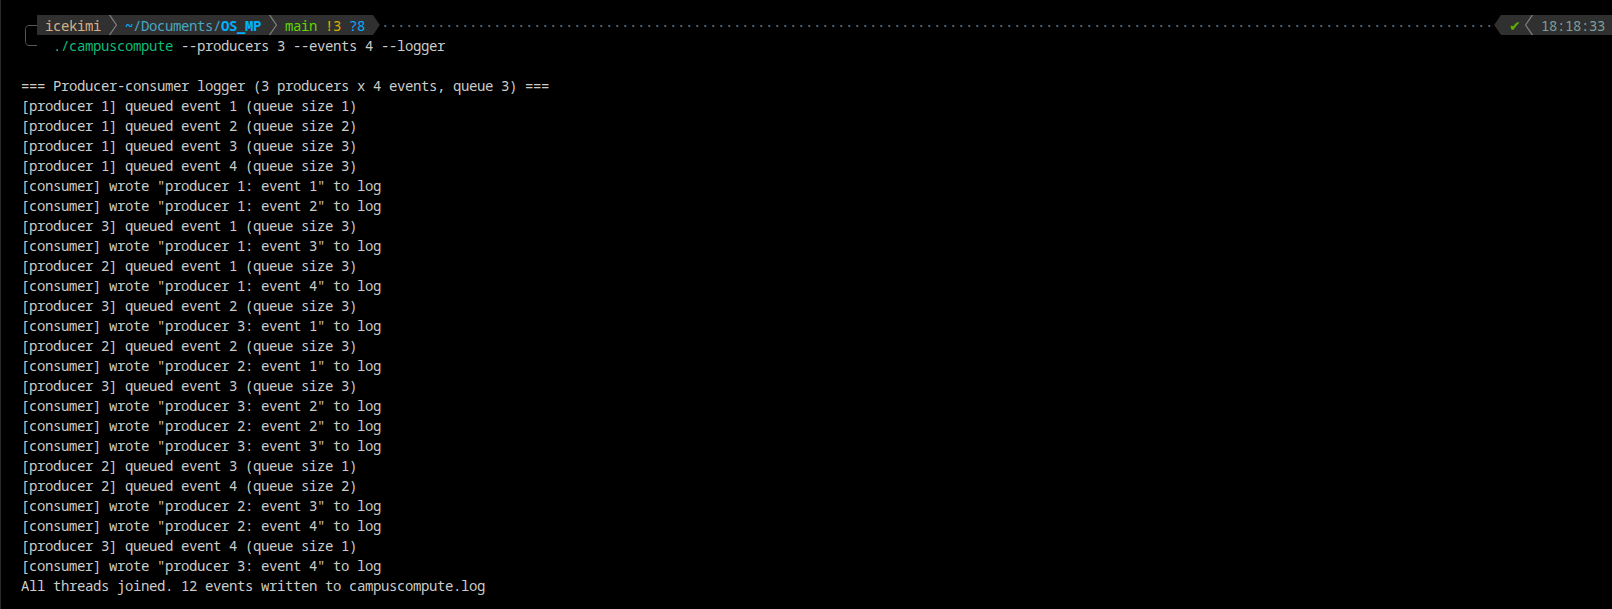 icekimi ~/Documents/OS_MP main !3 ?8 ✔ 18:18:33
./campuscompute --producers 3 --events 4 --logger
=== Producer-consumer logger (3 producers x 4 events, queue 3) ===
[producer 1] queued event 1 (queue size 1)
[producer 1] queued event 2 (queue size 2)
[producer 1] queued event 3 (queue size 3)
[producer 1] queued event 4 (queue size 3)
[consumer] wrote "producer 1: event 1" to log
[consumer] wrote "producer 1: event 2" to log
[producer 3] queued event 1 (queue size 3)
[consumer] wrote "producer 1: event 3" to log
[producer 2] queued event 1 (queue size 3)
[consumer] wrote "producer 1: event 4" to log
[producer 3] queued event 2 (queue size 3)
[consumer] wrote "producer 3: event 1" to log
[producer 2] queued event 2 (queue size 3)
[consumer] wrote "producer 2: event 1" to log
[producer 3] queued event 3 (queue size 3)
[consumer] wrote "producer 3: event 2" to log
[consumer] wrote "producer 2: event 2" to log
[consumer] wrote "producer 3: event 3" to log
[producer 2] queued event 3 (queue size 1)
[producer 2] queued event 4 (queue size 2)
[consumer] wrote "producer 2: event 3" to log
[consumer] wrote "producer 2: event 4" to log
[producer 3] queued event 4 (queue size 1)
[consumer] wrote "producer 3: event 4" to log
All threads joined. 12 events written to campuscompute.log